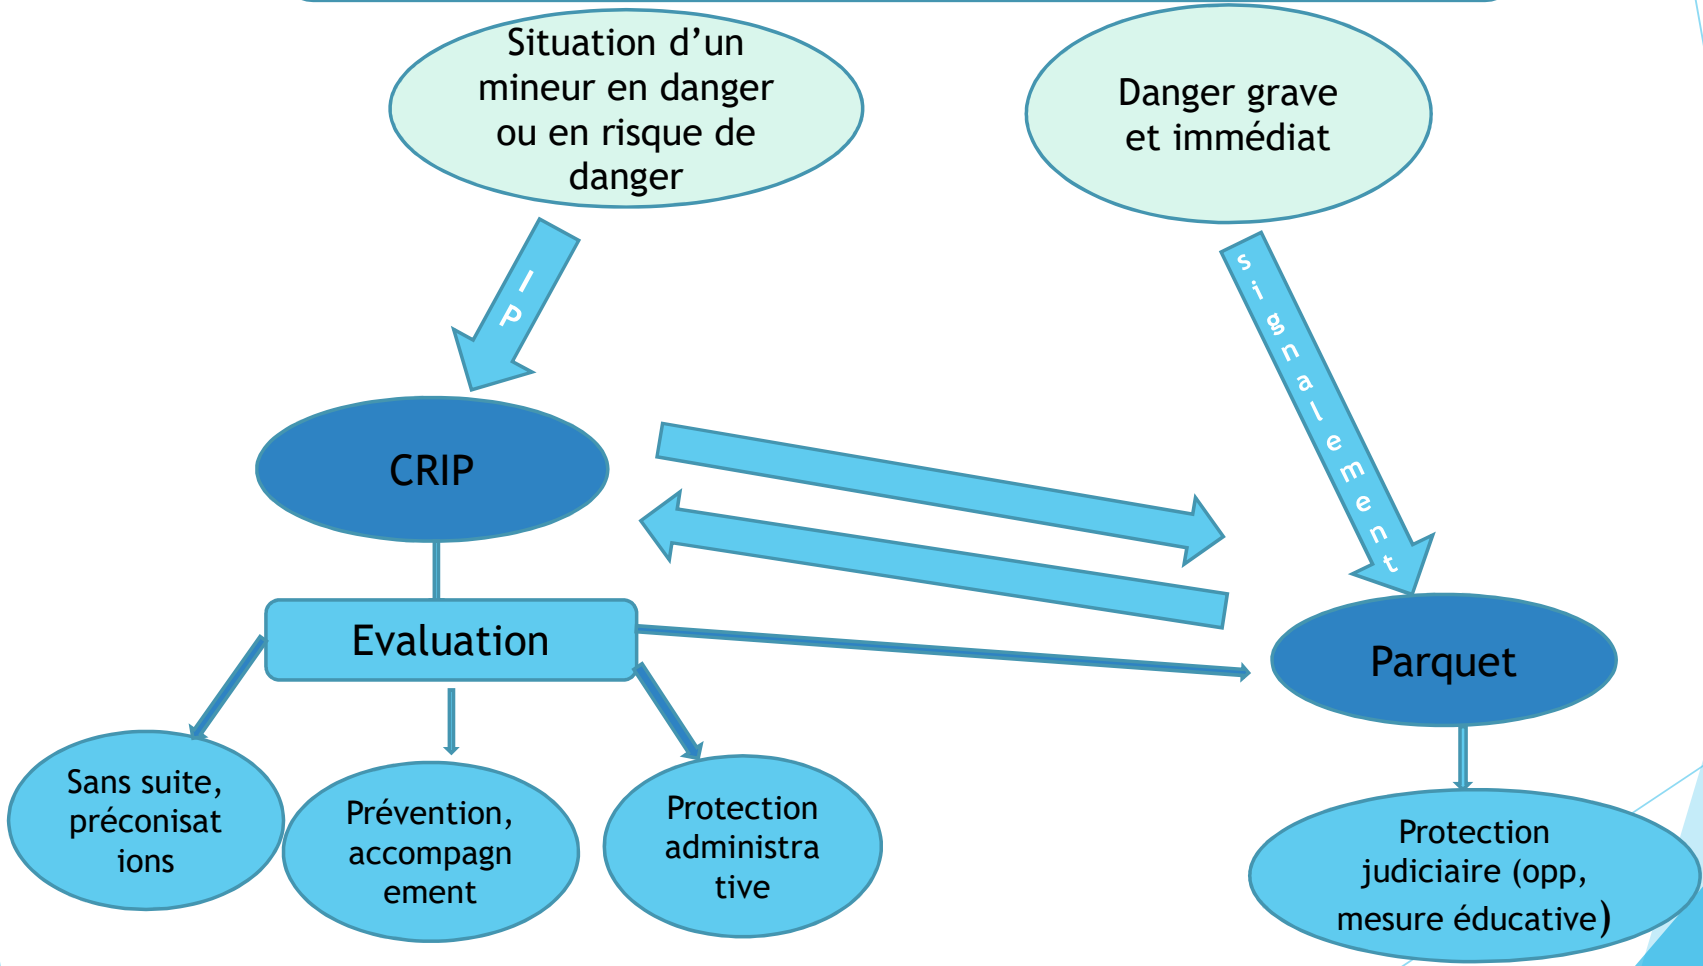 Situation d’un
mineur en danger
ou en risque de
danger
Danger grave
et immédiat
IP
signalement
CRIP
Evaluation
Parquet
Sans suite,
préconisat
ions
Prévention,
accompagn
ement
Protection
administra
tive
Protection
judiciaire (opp,
mesure éducative)